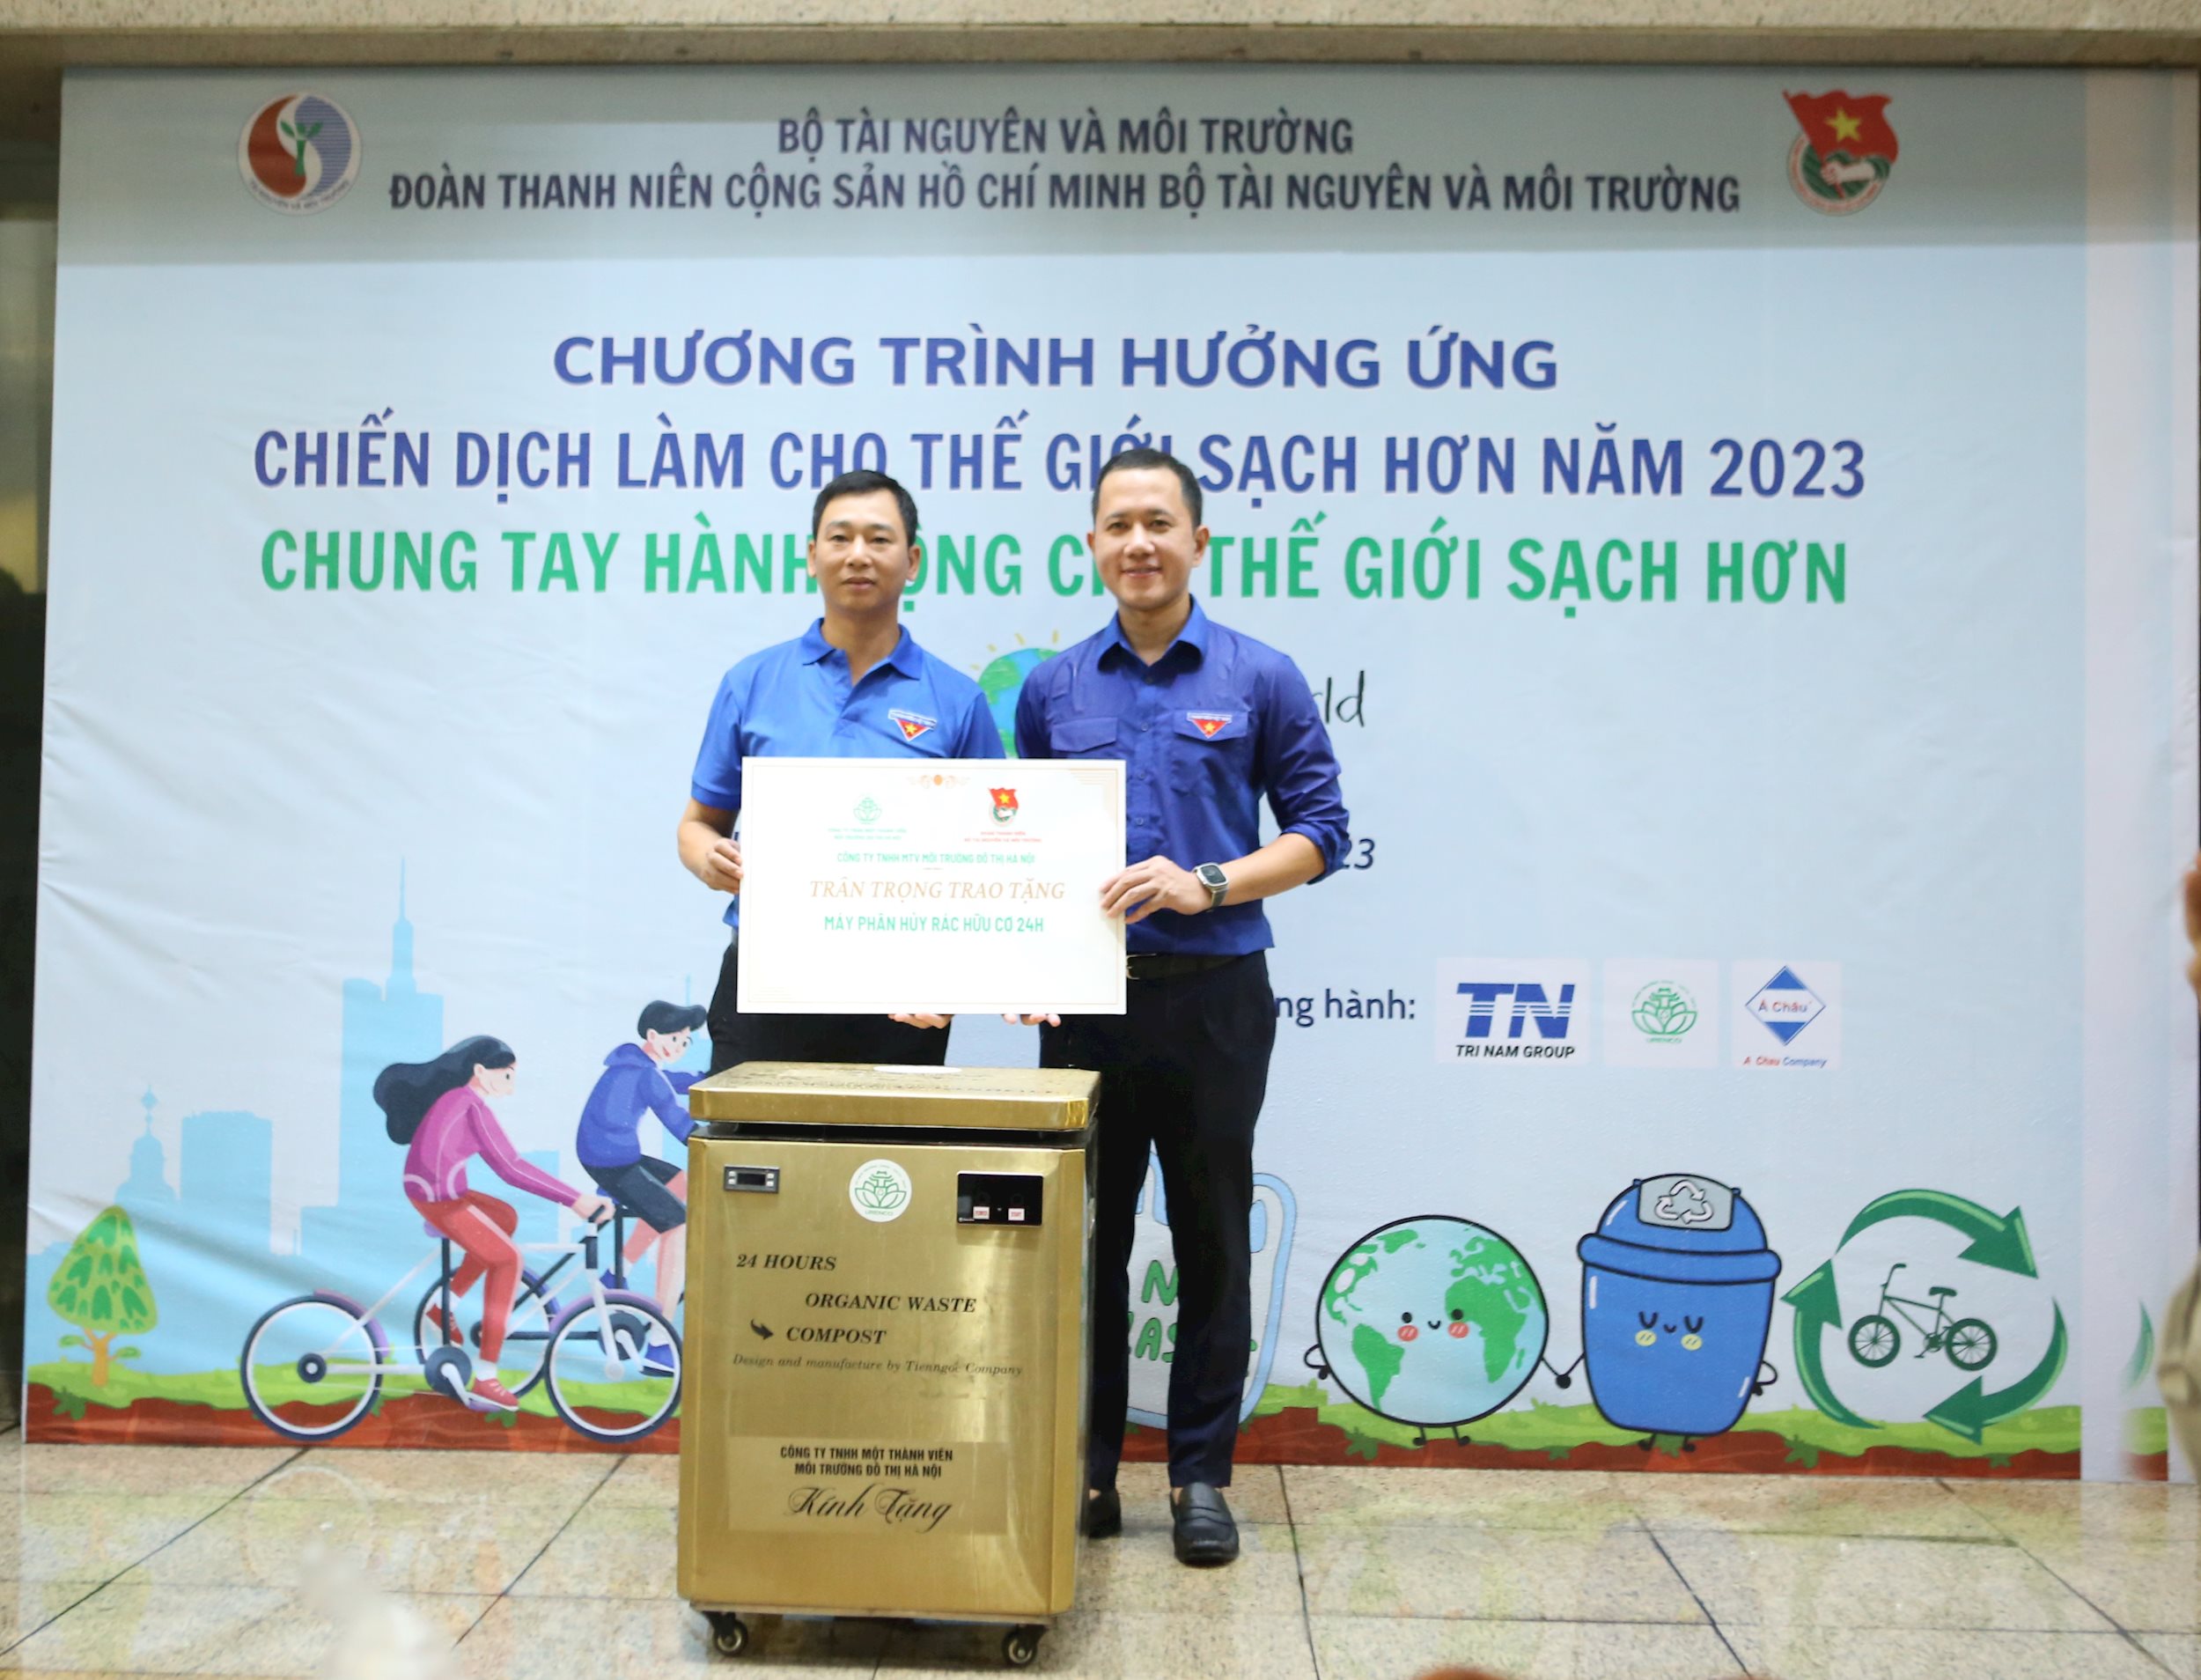 BỘ TÀI NGUYÊN VÀ MÔI TRƯỜNG
ĐOÀN THANH NIÊN CỘNG SẢN HỒ CHÍ MINH BỘ TÀI NGUYÊN VÀ MÔI TRƯỜNG
CHƯƠNG TRÌNH HƯỞNG ỨNG
CHIẾN DỊCH LÀM CHO THẾ GIỚI SẠCH HƠN NĂM 2023
CHUNG TAY HÀNH ỘNG C THẾ GIỚI SẠCH HƠN
rld
23
CÔNG TY TNHH MTV MÔI TRƯỜNG ĐÔ THỊ HÀ NỘI
TRÂN TRỌNG TRAO TẶNG
MÁY PHÂN HỦY RÁC HỮU CƠ 24H
ng hành:
TN
TRI NAM GROUP
URENCO
Á Châu
A Chau Company
URENCO
24 HOURS
ORGANIC WASTE
COMPOST
Design and manufacture by Tienngoc Company
CÔNG TY TNHH MỘT THÀNH VIÊN
MÔI TRƯỜNG ĐÔ THỊ HÀ NỘI
Kính Tặng